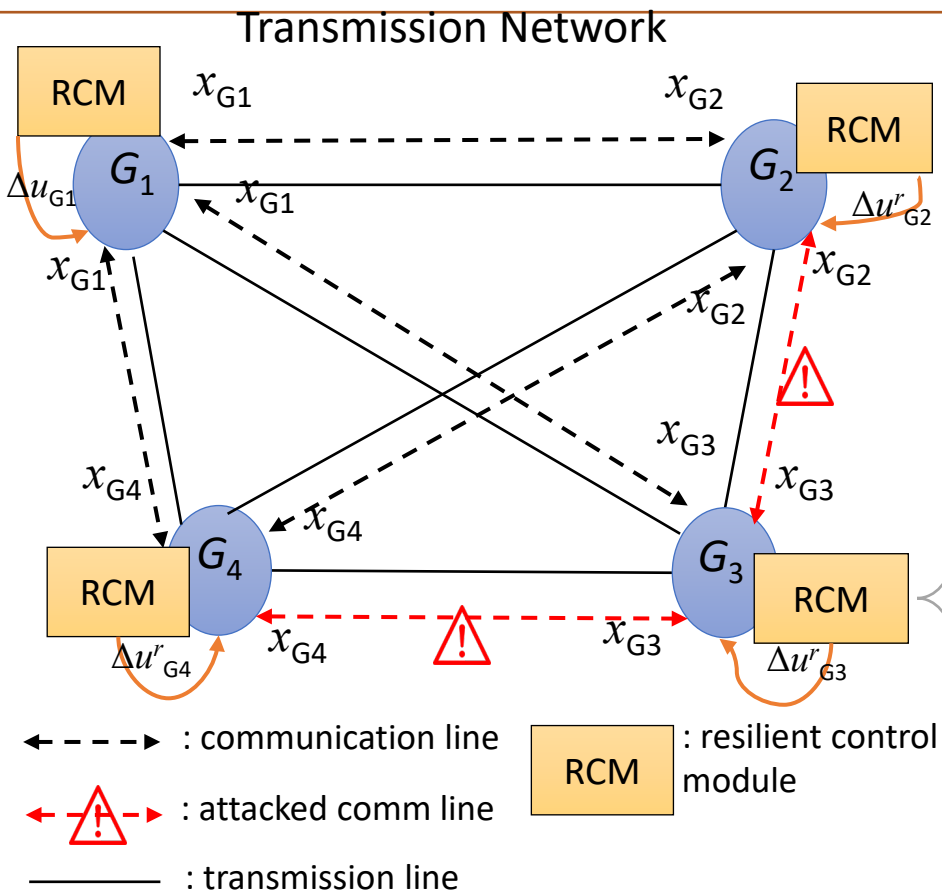 Transmission Network
RCM
x_G1
x_G2
RCM
G_1
G_2
Δu_G1
x_G1
Δu^r_G2
x_G1
x_G2
x_G2
x_G3
x_G4
x_G3
x_G4
G_4
G_3
RCM
RCM
x_G4
x_G3
Δu^r_G4
Δu^r_G3
: communication line
RCM
: resilient control
module
: attacked comm line
: transmission line